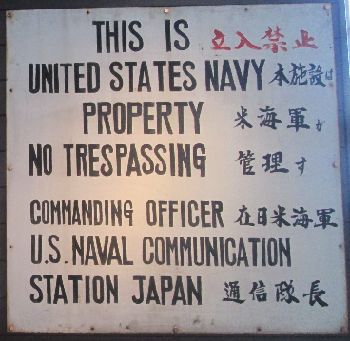 THIS IS 立入禁止
UNITED STATES NAVY 本施設は
PROPERTY 米海軍が
NO TRESPASSING 管理す
COMMANDING OFFICER 在日米海軍
U.S. NAVAL COMMUNICATION
STATION JAPAN 通信隊長